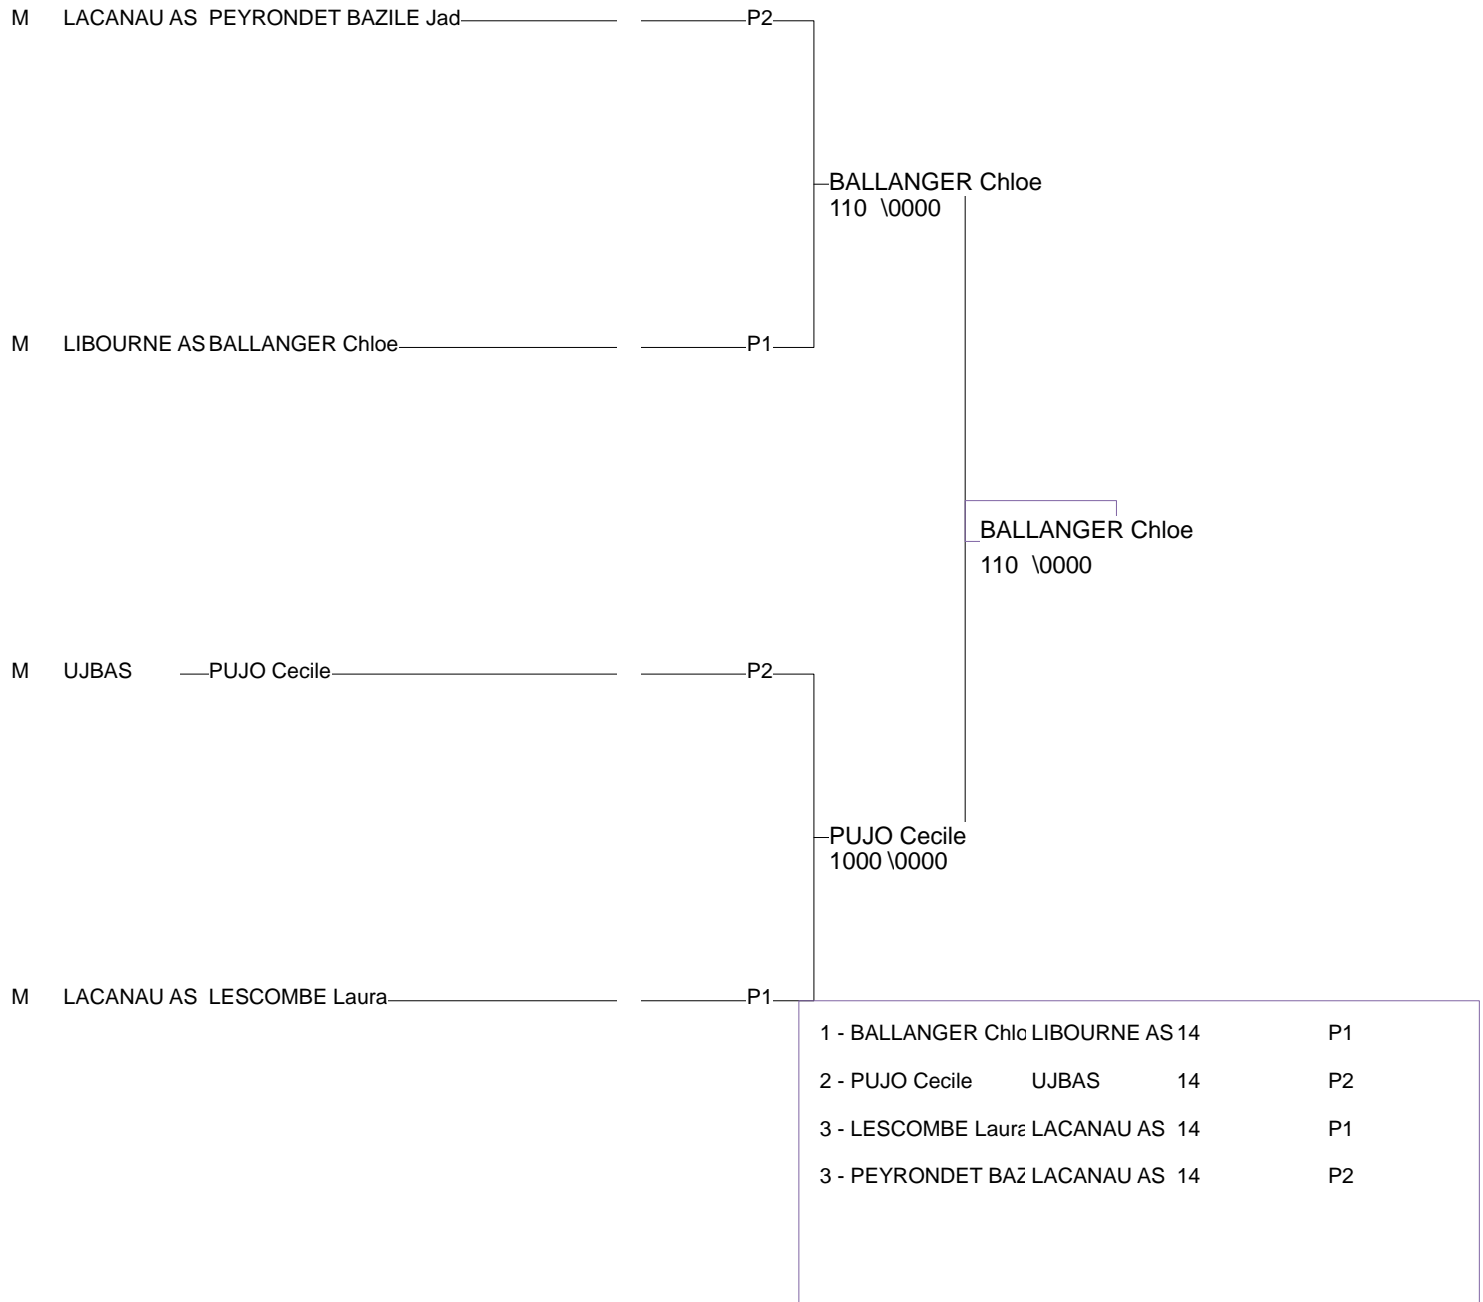 M LACANAU AS PEYRONDET BAZILE Jad P2
BALLANGER Chloe
110 \0000
M LIBOURNE AS BALLANGER Chloe P1
BALLANGER Chloe
110 \0000
M UJBAS PUJO Cecile P2
PUJO Cecile
1000 \0000
M LACANAU AS LESCOMBE Laura P1
1 - BALLANGER Chlo LIBOURNE AS 14 P1
2 - PUJO Cecile UJBAS 14 P2
3 - LESCOMBE Laura LACANAU AS 14 P1
3 - PEYRONDET BAZ LACANAU AS 14 P2